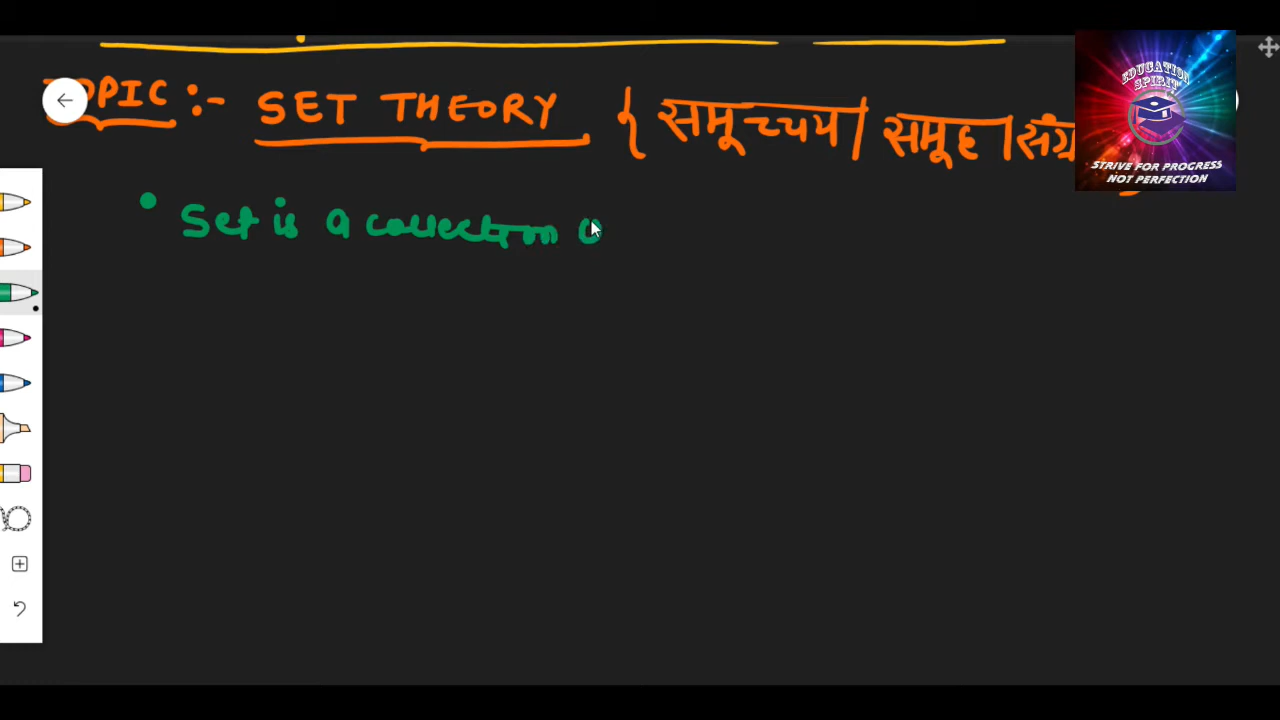 TOPIC :- SET THEORY { समूच्चय | समूह | संग्र
EDUCATION
SPIRIT
STRIVE FOR PROGRESS
NOT PERFECTION
• Set is a collection o